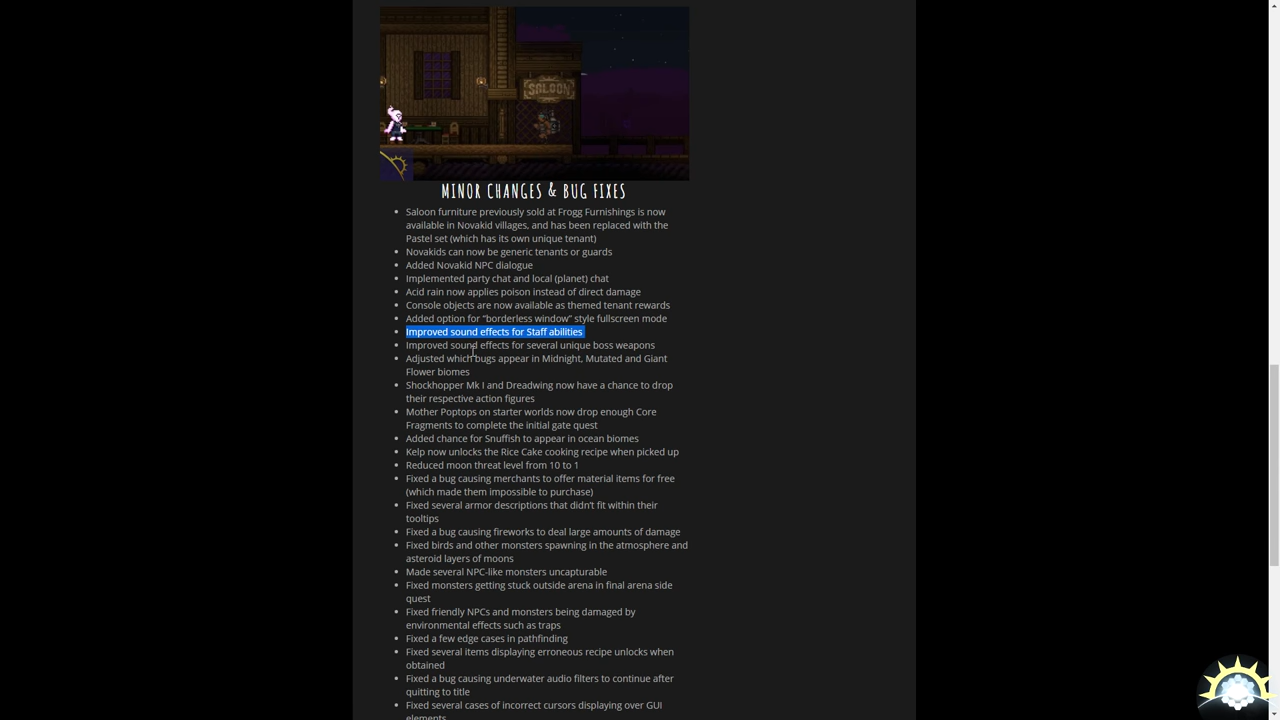 SALOON
MINOR CHANGES & BUG FIXES
Saloon furniture previously sold at Frogg Furnishings is now
available in Novakid villages, and has been replaced with the
Pastel set (which has its own unique tenant)
Novakids can now be generic tenants or guards
Added Novakid NPC dialogue
Implemented party chat and local (planet) chat
Acid rain now applies poison instead of direct damage
Console objects are now available as themed tenant rewards
Added option for “borderless window” style fullscreen mode
Improved sound effects for Staff abilities
Improved sound effects for several unique boss weapons
Adjusted which bugs appear in Midnight, Mutated and Giant
Flower biomes
Shockhopper Mk I and Dreadwing now have a chance to drop
their respective action figures
Mother Poptops on starter worlds now drop enough Core
Fragments to complete the initial gate quest
Added chance for Snuffish to appear in ocean biomes
Kelp now unlocks the Rice Cake cooking recipe when picked up
Reduced moon threat level from 10 to 1
Fixed a bug causing merchants to offer material items for free
(which made them impossible to purchase)
Fixed several armor descriptions that didn’t fit within their
tooltips
Fixed a bug causing fireworks to deal large amounts of damage
Fixed birds and other monsters spawning in the atmosphere and
asteroid layers of moons
Made several NPC-like monsters uncapturable
Fixed monsters getting stuck outside arena in final arena side
quest
Fixed friendly NPCs and monsters being damaged by
environmental effects such as traps
Fixed a few edge cases in pathfinding
Fixed several items displaying erroneous recipe unlocks when
obtained
Fixed a bug causing underwater audio filters to continue after
quitting to title
Fixed several cases of incorrect cursors displaying over GUI
elements